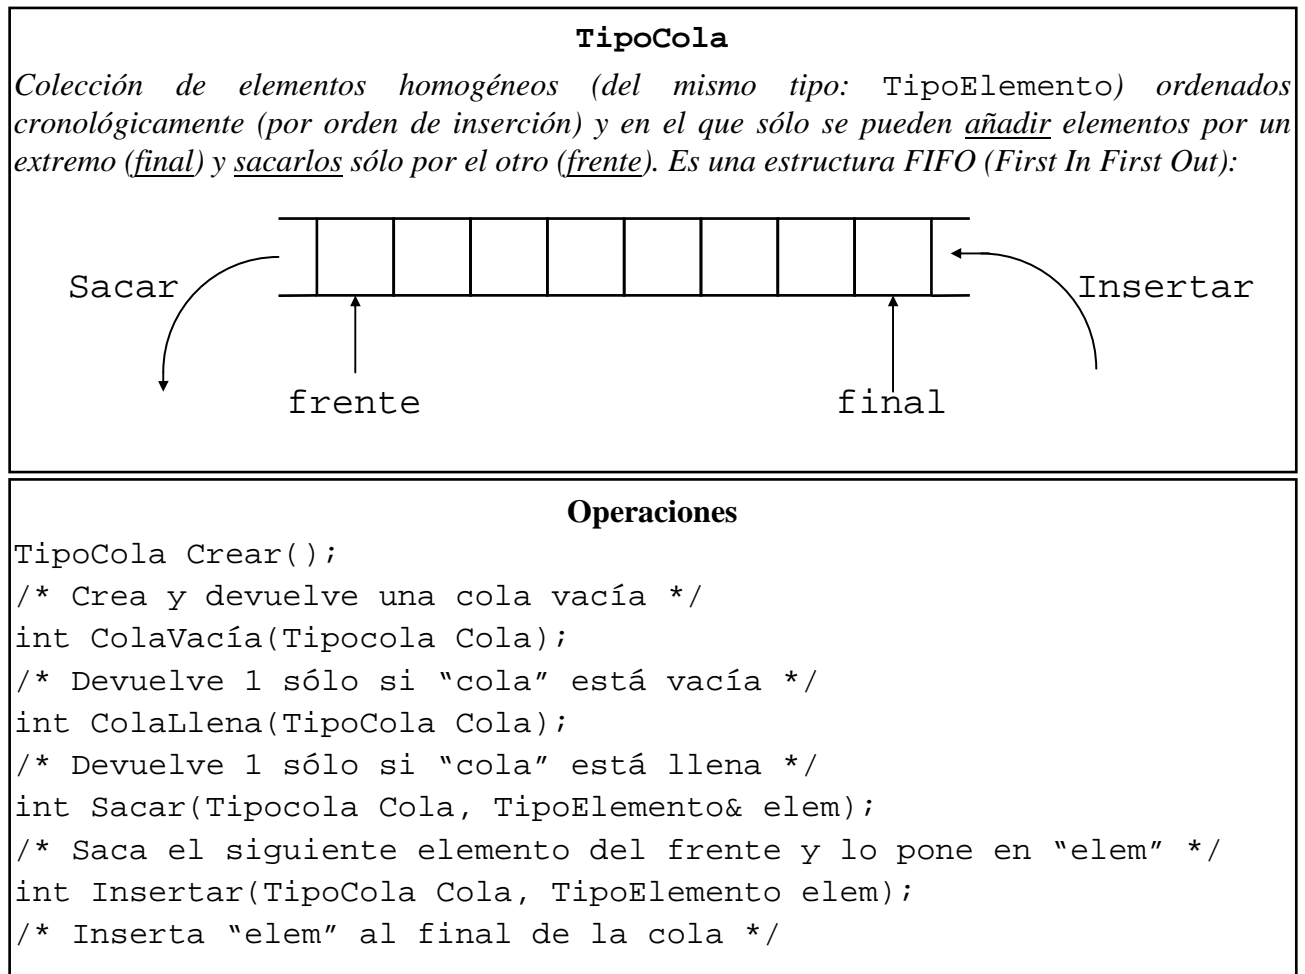 TipoCola
Colección de elementos homogéneos (del mismo tipo: TipoElemento) ordenados
cronológicamente (por orden de inserción) y en el que sólo se pueden añadir elementos por un
extremo (final) y sacarlos sólo por el otro (frente). Es una estructura FIFO (First In First Out):
Sacar
Insertar
frente
final
Operaciones
TipoCola Crear();
/* Crea y devuelve una cola vacía */
int ColaVacía(Tipocola Cola);
/* Devuelve 1 sólo si “cola” está vacía */
int ColaLlena(TipoCola Cola);
/* Devuelve 1 sólo si “cola” está llena */
int Sacar(Tipocola Cola, TipoElemento& elem);
/* Saca el siguiente elemento del frente y lo pone en “elem” */
int Insertar(TipoCola Cola, TipoElemento elem);
/* Inserta “elem” al final de la cola */